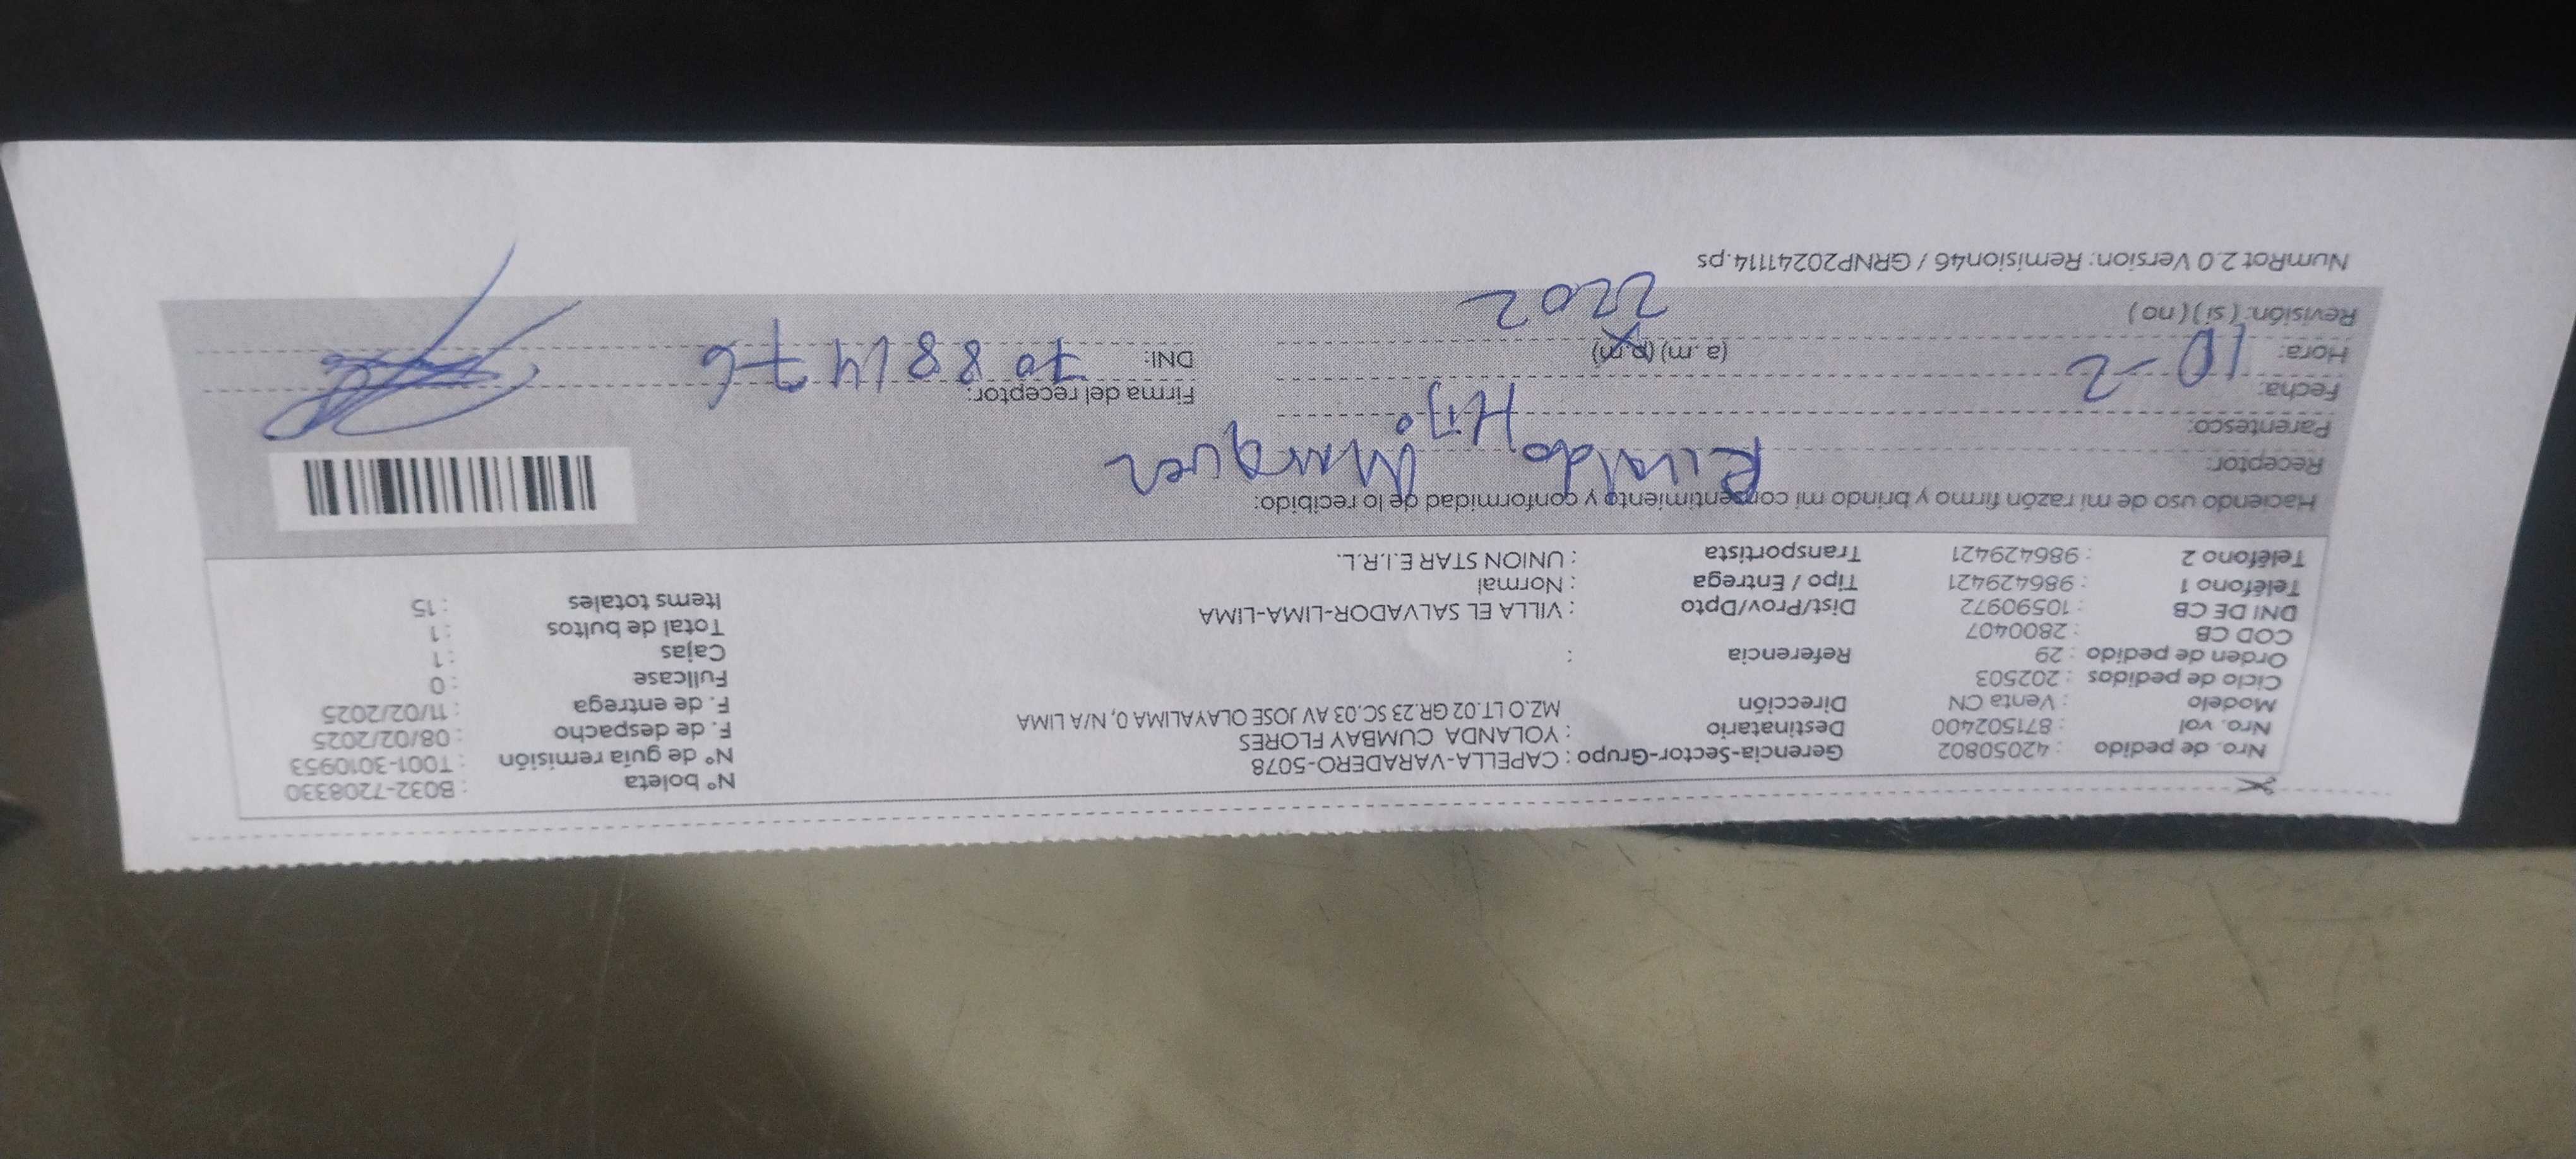 Nro. de pedido : 42050802 Gerencia-Sector-Grupo : CAPELLA-VARADERO-5078 N° boleta : B032-7208330
Nro. vol : 871502400 Destinatario : YOLANDA CUMBAY FLORES N° de guía remisión : T001-3010953
Modelo : Venta CN Dirección MZ.O LT.02 GR.23 SC.03 AV JOSE OLAYALIMA 0, N/A LIMA F. de despacho : 08/02/2025
Ciclo de pedidos : 202503 F. de entrega : 11/02/2025
Orden de pedido : 29 Referencia : Fullcase : 0
COD CB : 2800407 Cajas : 1
DNI DE CB : 10590972 Dist/Prov/Dpto : VILLA EL SALVADOR-LIMA-LIMA Total de bultos : 1
Teléfono 1 : 986429421 Tipo / Entrega : Normal Items totales : 15
Teléfono 2 : 986429421 Transportista : UNION STAR E.I.R.L.
Haciendo uso de mi razón firmo y brindo mi consentimiento y conformidad de lo recibido:
Receptor: Rivaldo Marquez
Parentesco: Hijo
Fecha: 10-2 Firma del receptor:
Hora: (a.m) (p.m) DNI: 70881476
Revisión: ( si ) ( no ) 2202
NumRot 2.0 Version: Remision46 / GRNP20241114.ps